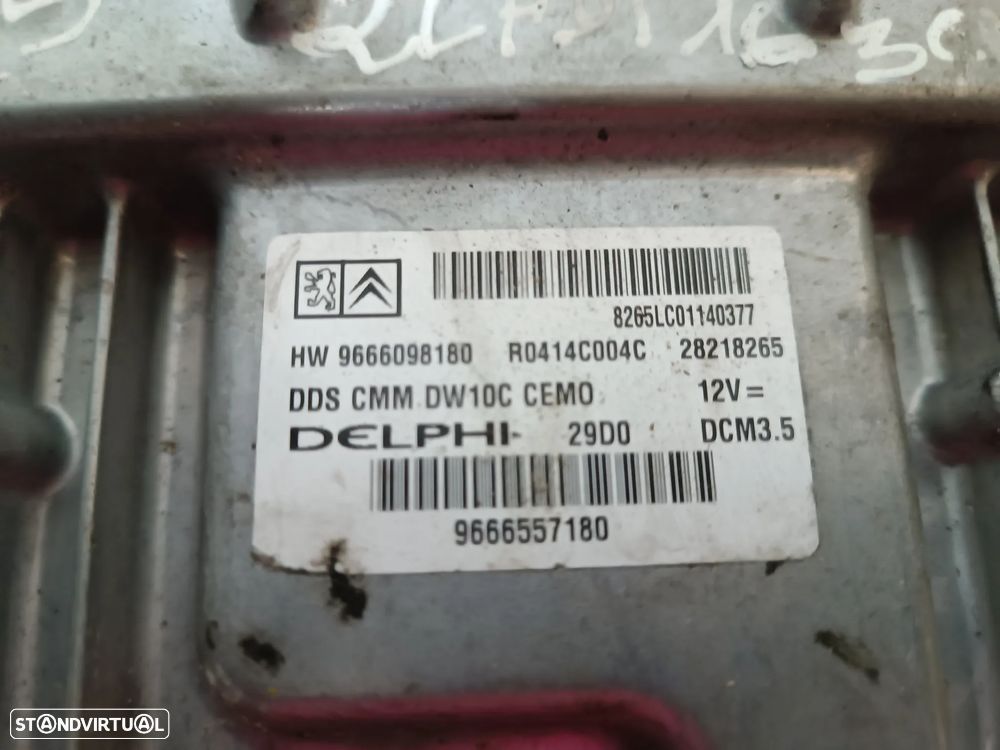 8265LC01140377
HW 9666098180 R0414C004C 28218265
DDS CMM DW10C CEMO 12V =
DELPHI 29D0 DCM3.5
9666557180
STANDVIRTUAL